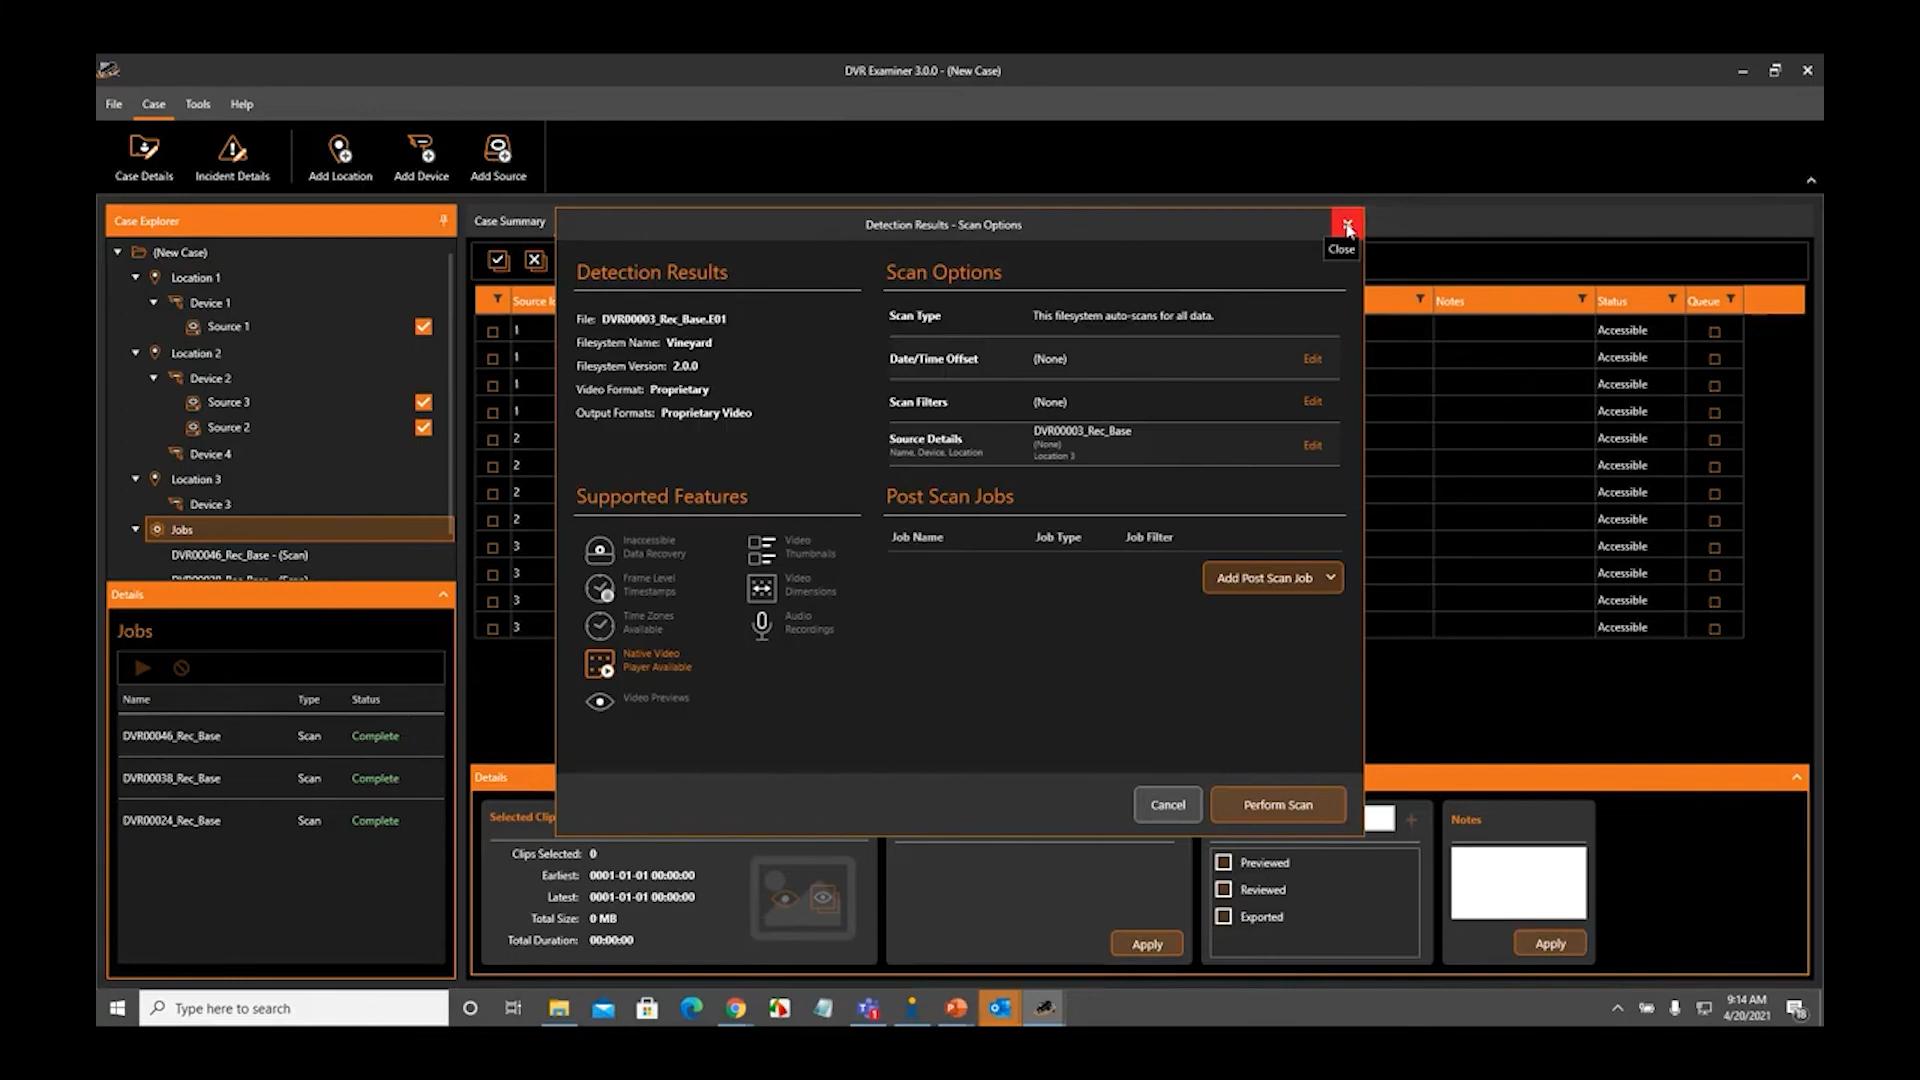 DVR Examiner 3.0.0 - (New Case)
File Case Tools Help
Case Details Incident Details Add Location Add Device Add Source
Case Explorer
(New Case)
Location 1
Device 1
Source 1
Location 2
Device 2
Source 3
Source 2
Device 4
Location 3
Device 3
Jobs
DVR00046_Rec_Base - (Scan)
Details
Jobs
Name Type Status
DVR00046_Rec_Base Scan Complete
DVR00038_Rec_Base Scan Complete
DVR00024_Rec_Base Scan Complete
Case Summary
Source
1
1
1
1
2
2
2
2
3
3
3
3
Detection Results - Scan Options
Close
Detection Results
File: DVR00003_Rec_Base.E01
Filesystem Name: Vineyard
Filesystem Version: 2.0.0
Video Format: Proprietary
Output Formats: Proprietary Video
Supported Features
Inaccessible
Data Recovery
Frame Level
Timestamps
Time Zones
Available
Native Video
Player Available
Video Previews
Video
Thumbnails
Video
Dimensions
Audio
Recordings
Scan Options
Scan Type This filesystem auto-scans for all data.
Date/Time Offset (None) Edit
Scan Filters (None) Edit
Source Details DVR00003_Rec_Base Edit
Name, Device, Location (None)
Location 3
Post Scan Jobs
Job Name Job Type Job Filter
Add Post Scan Job
Cancel Perform Scan
Notes Status Queue
Accessible
Accessible
Accessible
Accessible
Accessible
Accessible
Accessible
Accessible
Accessible
Accessible
Accessible
Accessible
Details
Selected Clip
Clips Selected: 0
Earliest: 0001-01-01 00:00:00
Latest: 0001-01-01 00:00:00
Total Size: 0 MB
Total Duration: 00:00:00
Apply
Previewed
Reviewed
Exported
Notes
Apply
Type here to search
1
9:14 AM
4/20/2021
18